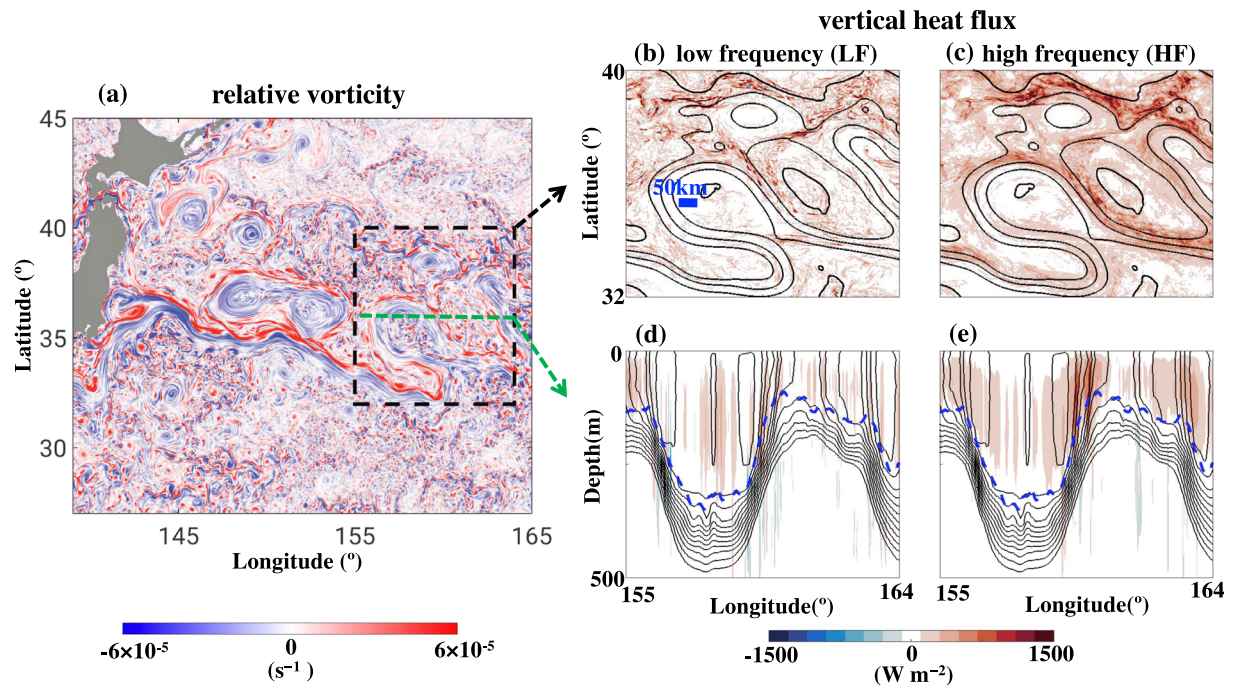 vertical heat flux
(b) low frequency (LF)
(c) high frequency (HF)
(a) relative vorticity
45
40
35
30
Latitude (º)
145
155
165
Longitude (º)
-6×10⁻⁵
0
6×10⁻⁵
(s⁻¹)
40
32
Latitude (º)
50km
(d)
(e)
0
500
Depth(m)
155
164
Longitude(º)
155
164
Longitude(º)
-1500
0
1500
(W m⁻²)